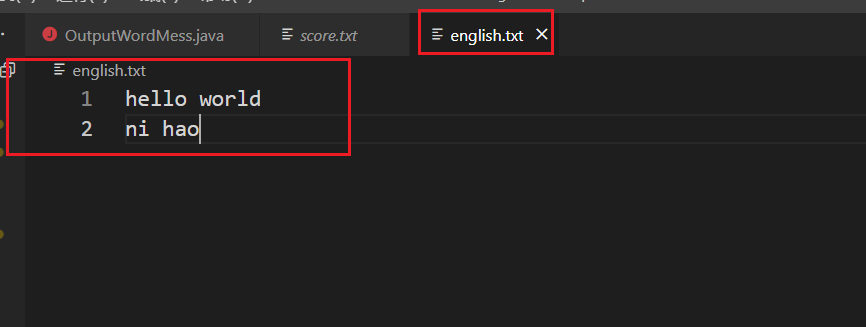 OutputWordMess.java
score.txt
english.txt
english.txt
1 hello world
2 ni hao